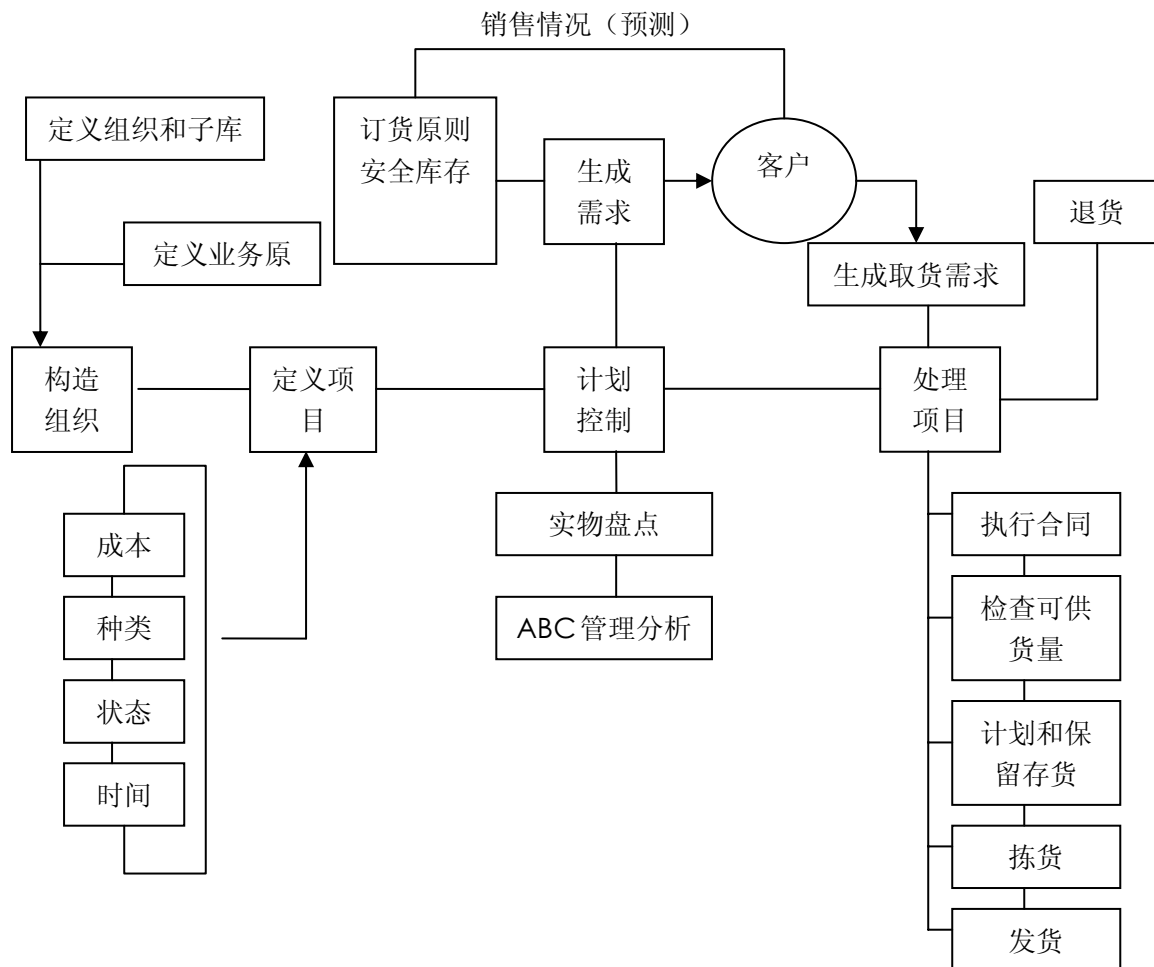 销售情况（预测）
定义组织和子库
订货原则
安全库存
生成
需求
客户
退货
定义业务原
生成取货需求
构造
组织
定义项
目
计划
控制
处理
项目
成本
种类
状态
时间
实物盘点
ABC管理分析
执行合同
检查可供
货量
计划和保
留存货
拣货
发货